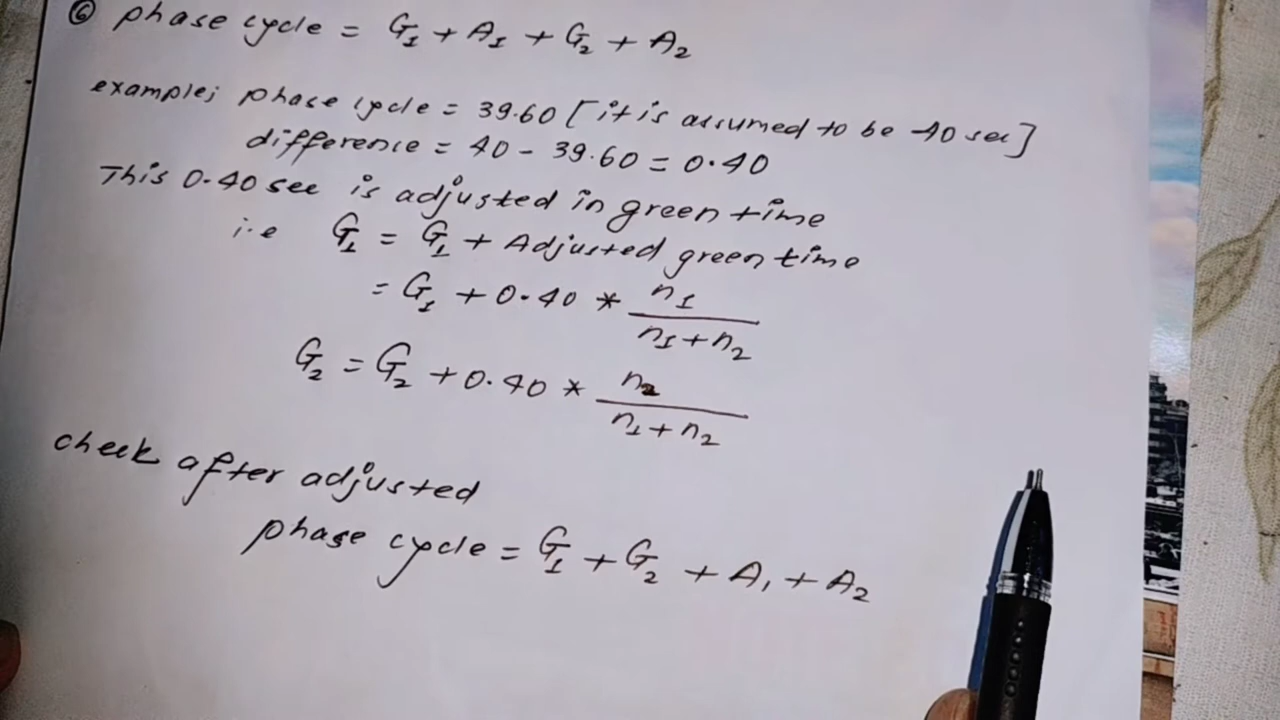 ⑥ phase cycle = G₁ + A₁ + G₂ + A₂
example; phase cycle = 39.60 [it is assumed to be 40 sec]
difference = 40 - 39.60 = 0.40
This 0.40 sec is adjusted in green time
i.e G₁ = G₁ + Adjusted green time
= G₁ + 0.40 * n₁ / (n₁ + n₂)
G₂ = G₂ + 0.40 * n₂ / (n₁ + n₂)
check after adjusted
phase cycle = G₁ + G₂ + A₁ + A₂